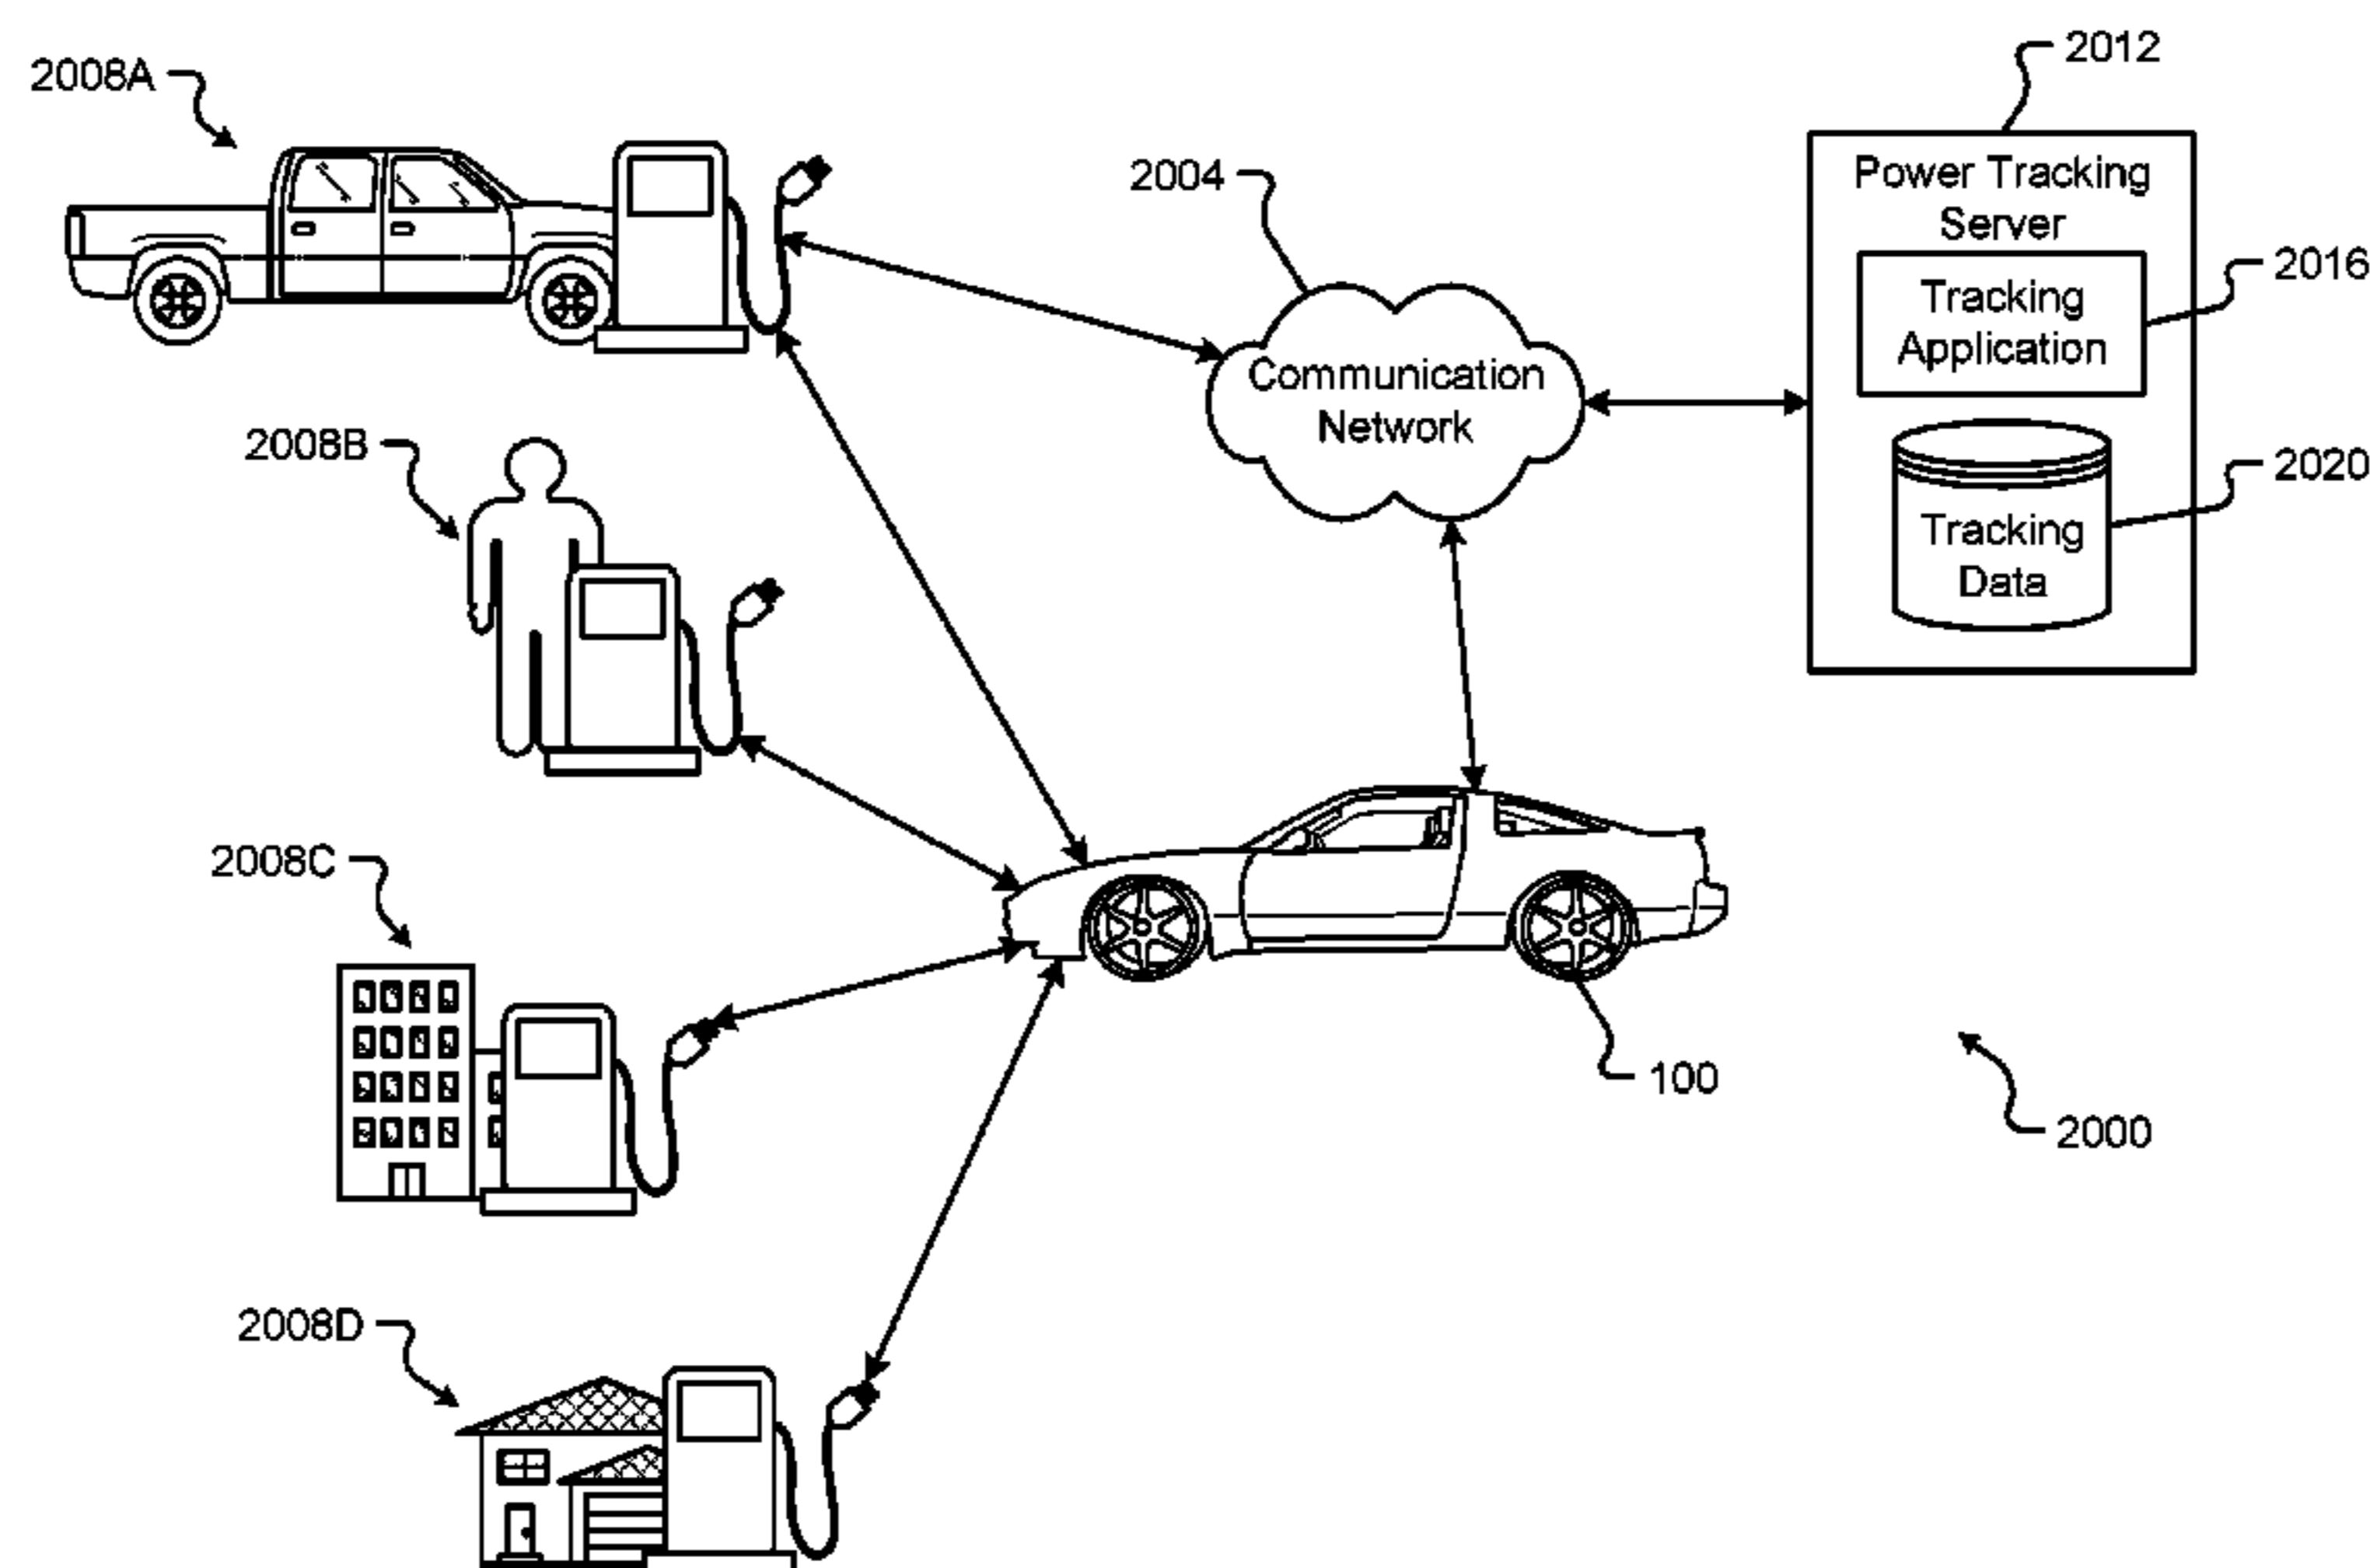 2012
2008A
2004
Power Tracking
Server
2016
Tracking
Application
Communication
Network
2008B
2020
Tracking
Data
2008C
100
2000
2008D